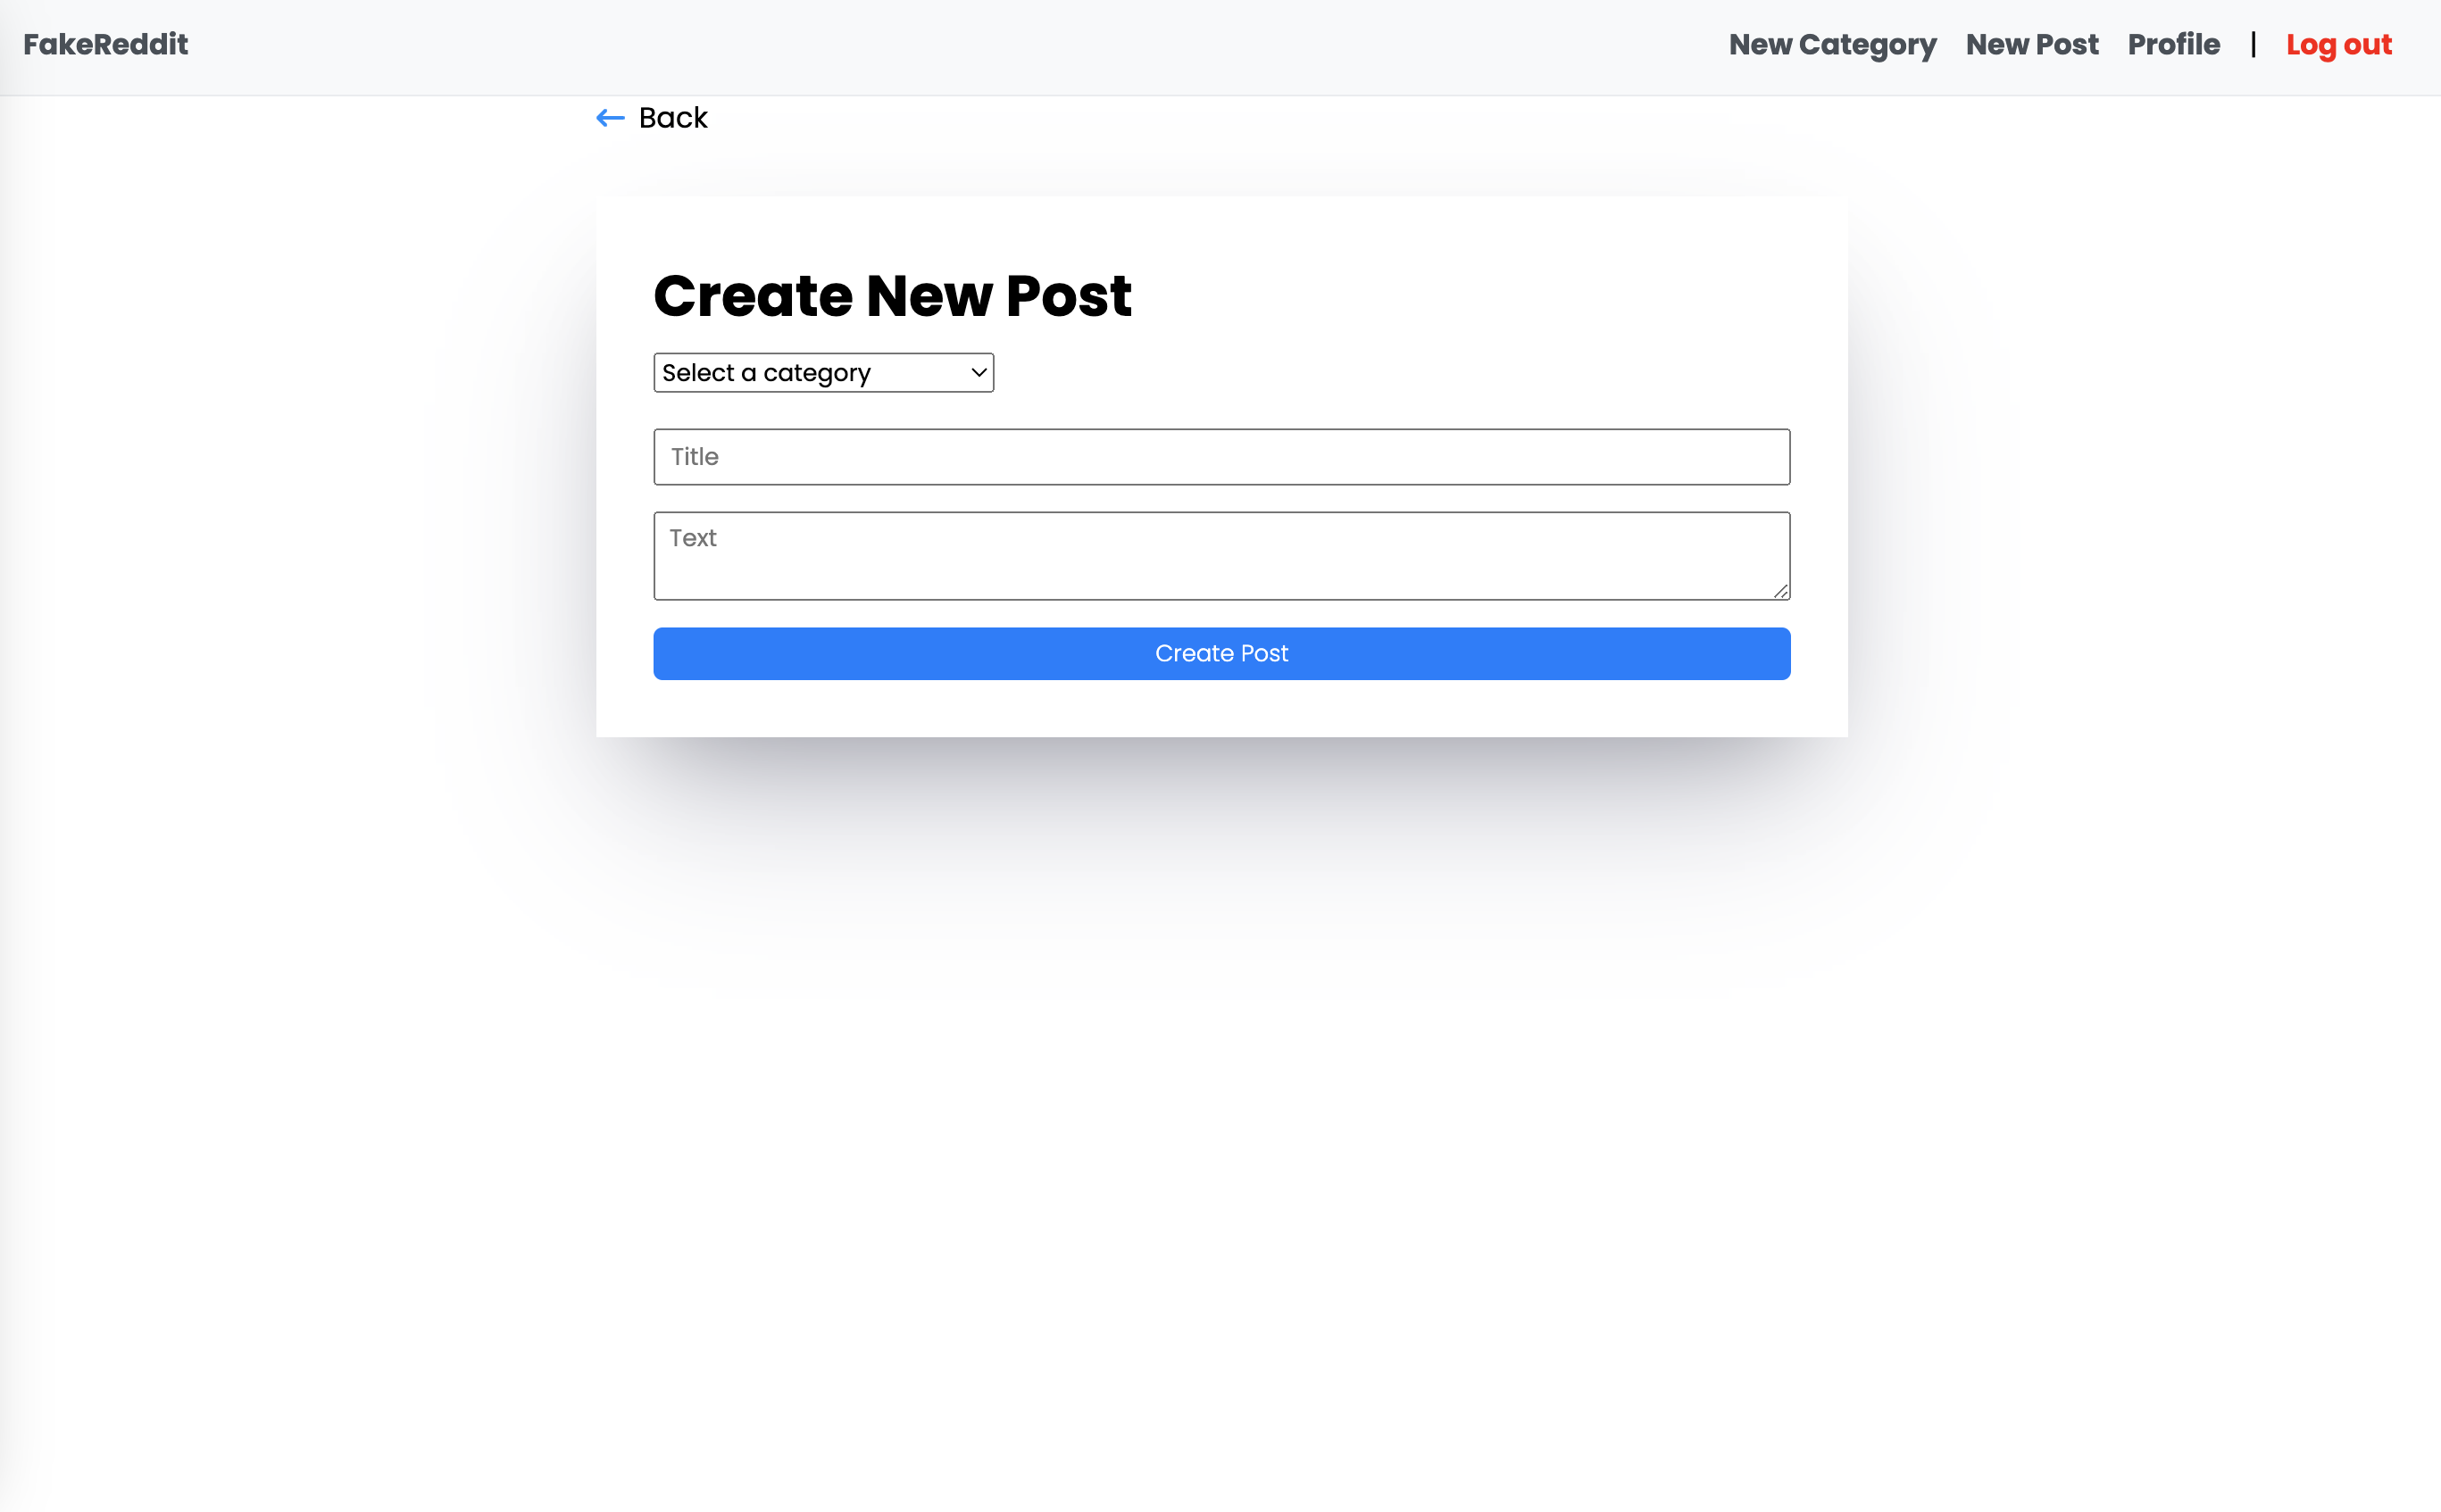 FakeReddit
New Category New Post Profile | Log out
Back
Create New Post
Select a category
Title
Text
Create Post